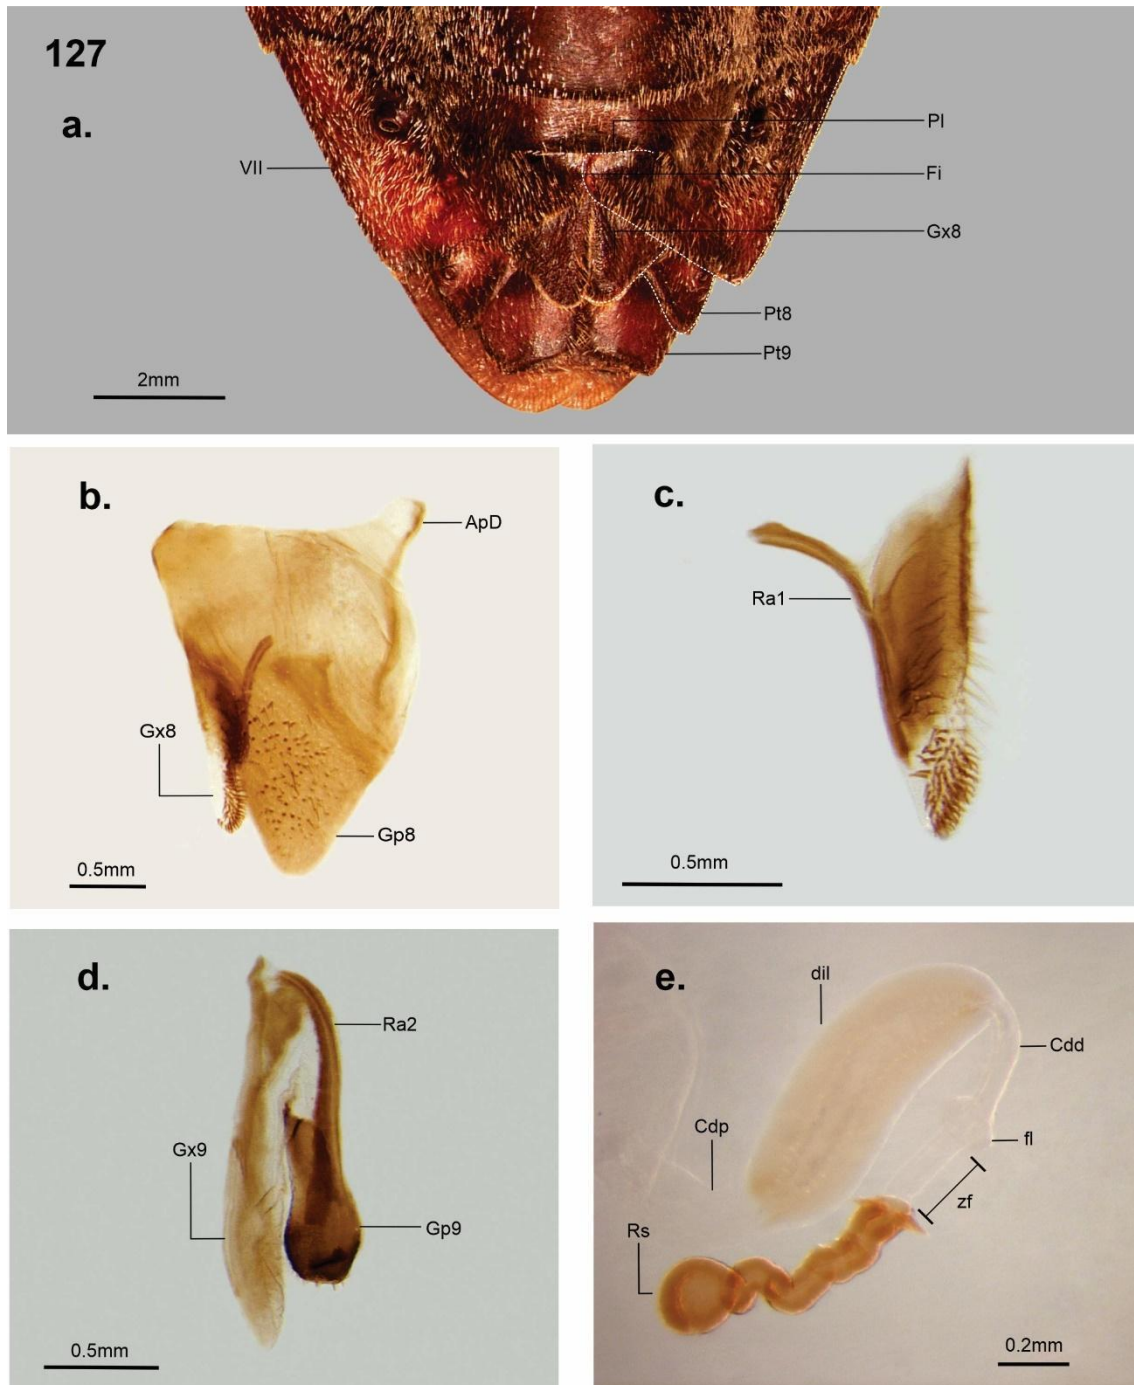 127
a.
Pl
VII
Fi
Gx8
Pt8
Pt9
2mm
b.
ApD
Gx8
Gp8
0.5mm
c.
Ra1
0.5mm
d.
Ra2
Gx9
Gp9
0.5mm
e.
dil
Cdd
Cdp
fl
zf
Rs
0.2mm